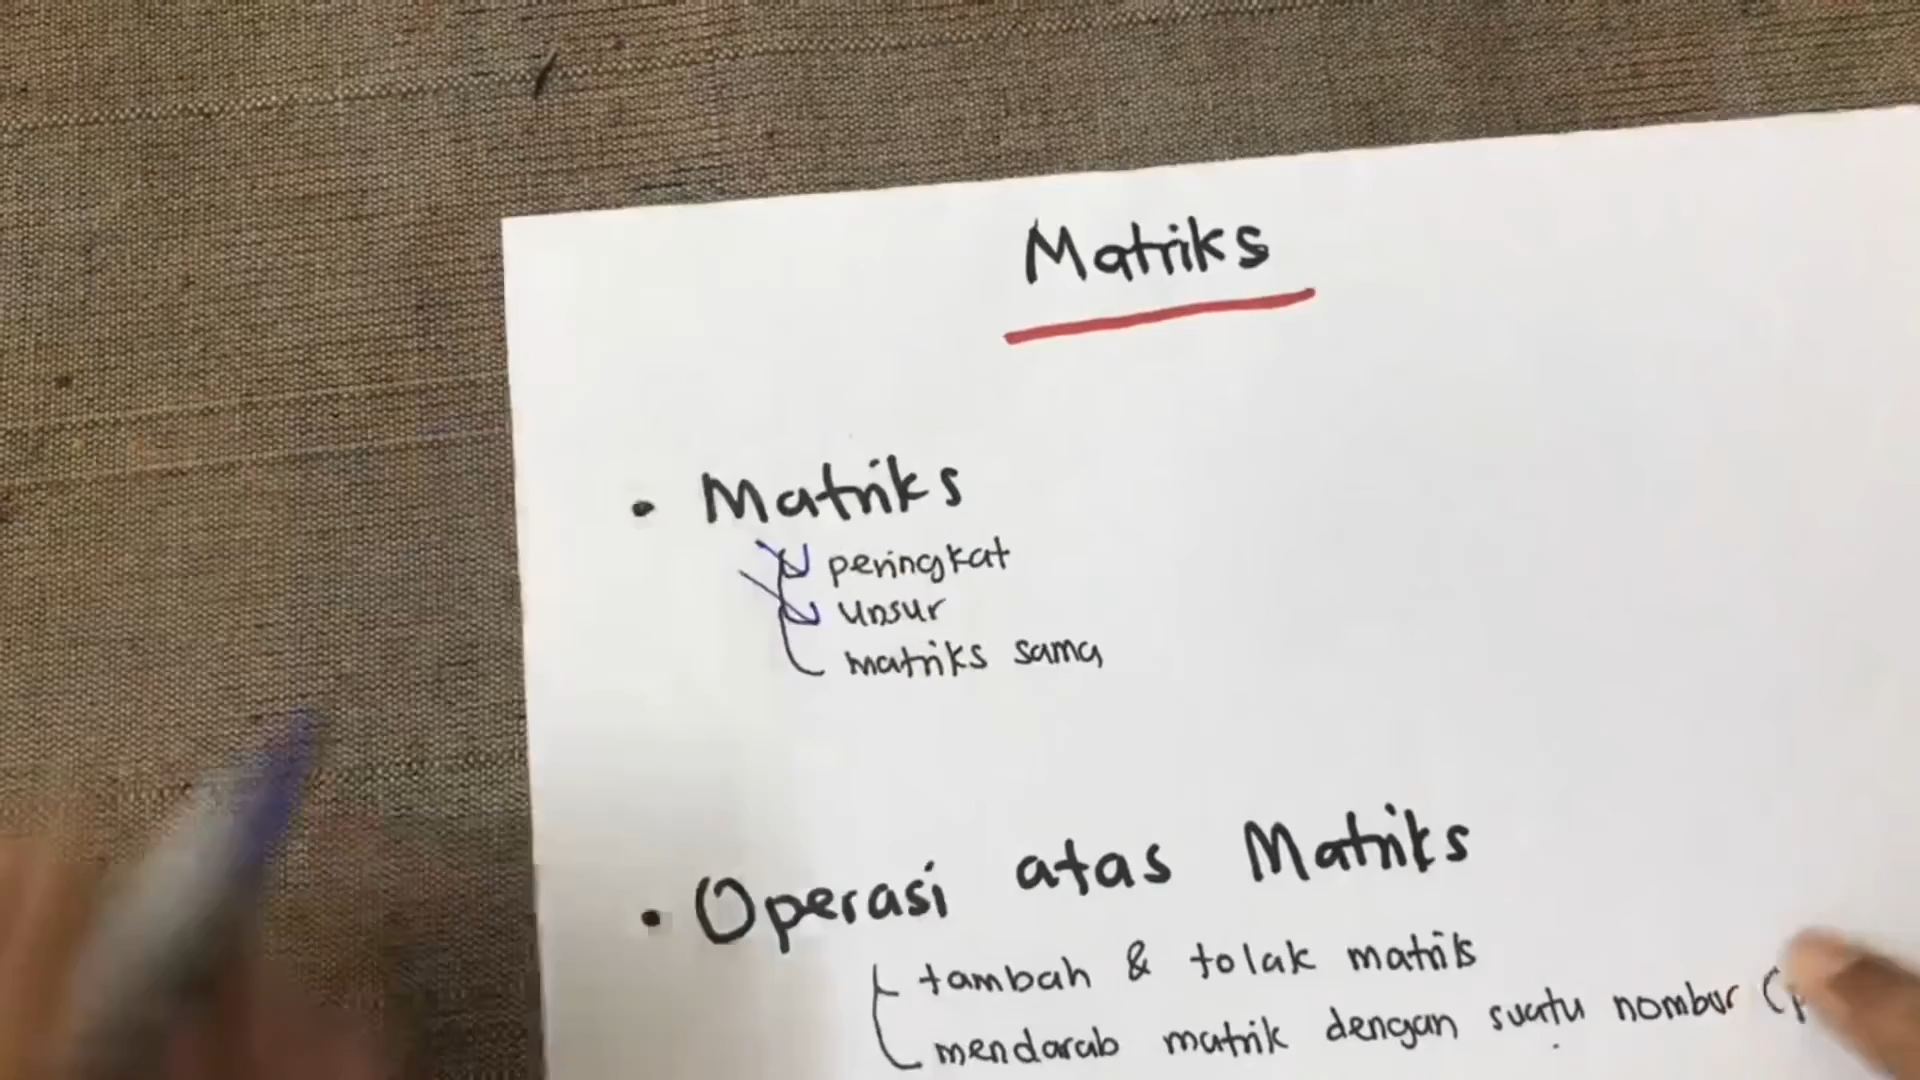 Matriks
• Matriks
peringkat
unsur
matriks sama
• Operasi atas Matriks
tambah & tolak matriks
mendarab matrik dengan suatu nombor (